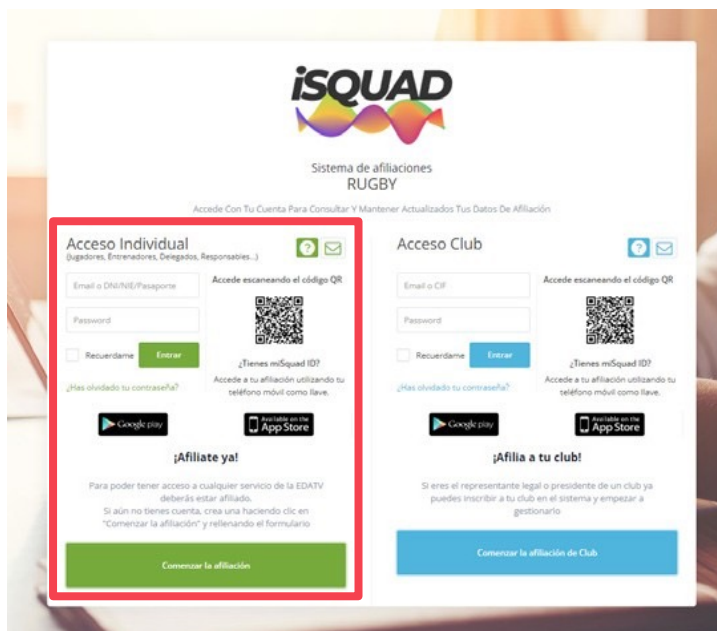 iSQUAD
Sistema de afiliaciones
RUGBY
Accede Con Tu Cuenta Para Consultar Y Mantener Actualizados Tus Datos De Afiliación
Acceso Individual
(Jugadores, Entrenadores, Delegados, Responsables...)
?
Email o DNI/NIE/Pasaporte
Password
Recuerdame
Entrar
¿Has olvidado tu contraseña?
Accede escaneando el código QR
¿Tienes miSquad ID?
Accede a tu afiliación utilizando tu
teléfono móvil como llave.
Google play
Available on the
App Store
¡Afiliate ya!
Para poder tener acceso a cualquier servicio de la EDATV
deberás estar afiliado.
Si aún no tienes cuenta, crea una haciendo clic en
"Comenzar la afiliación" y rellenando el formulario
Comenzar la afiliación
Acceso Club
?
Email o CIF
Password
Recuerdame
Entrar
¿Has olvidado tu contraseña?
Accede escaneando el código QR
¿Tienes miSquad ID?
Accede a tu afiliación utilizando tu
teléfono móvil como llave.
Google play
Available on the
App Store
¡Afilia a tu club!
Si eres el representante legal o presidente de un club ya
puedes inscribir a tu club en el sistema y empezar a
gestionarlo
Comenzar la afiliación de Club